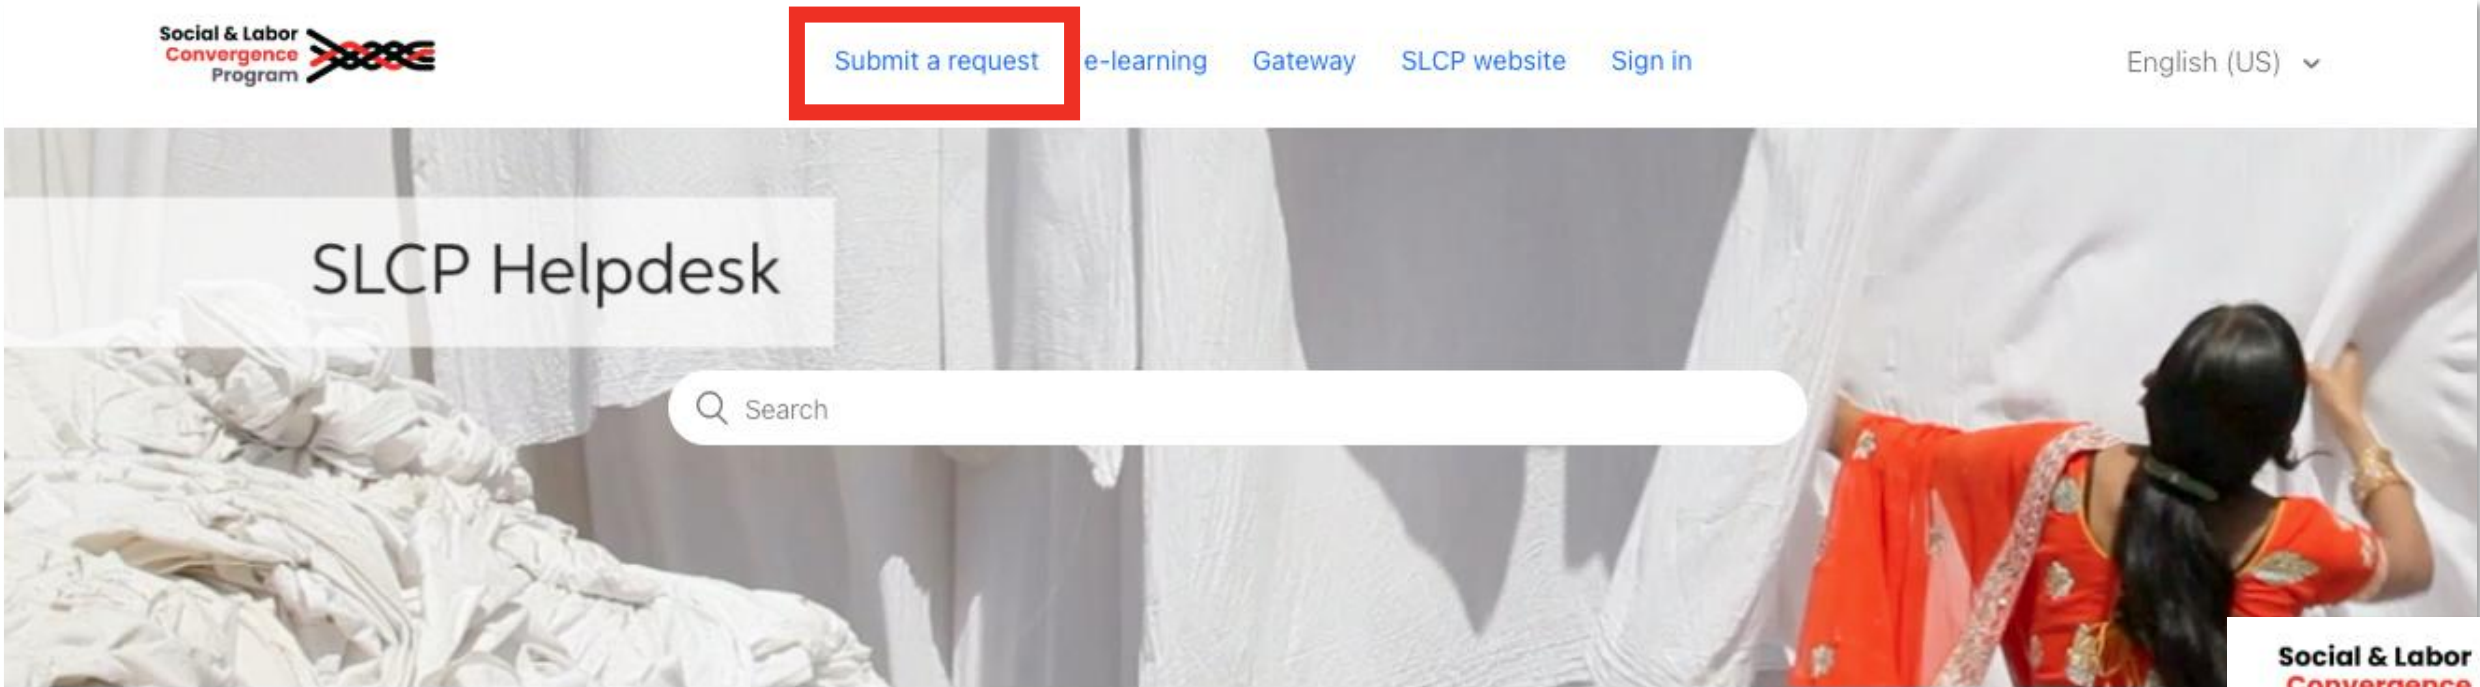 Social & Labor
Convergence
Program
Submit a request e-learning Gateway SLCP website Sign in
English (US)
SLCP Helpdesk
Search
Social & Labor
Convergence